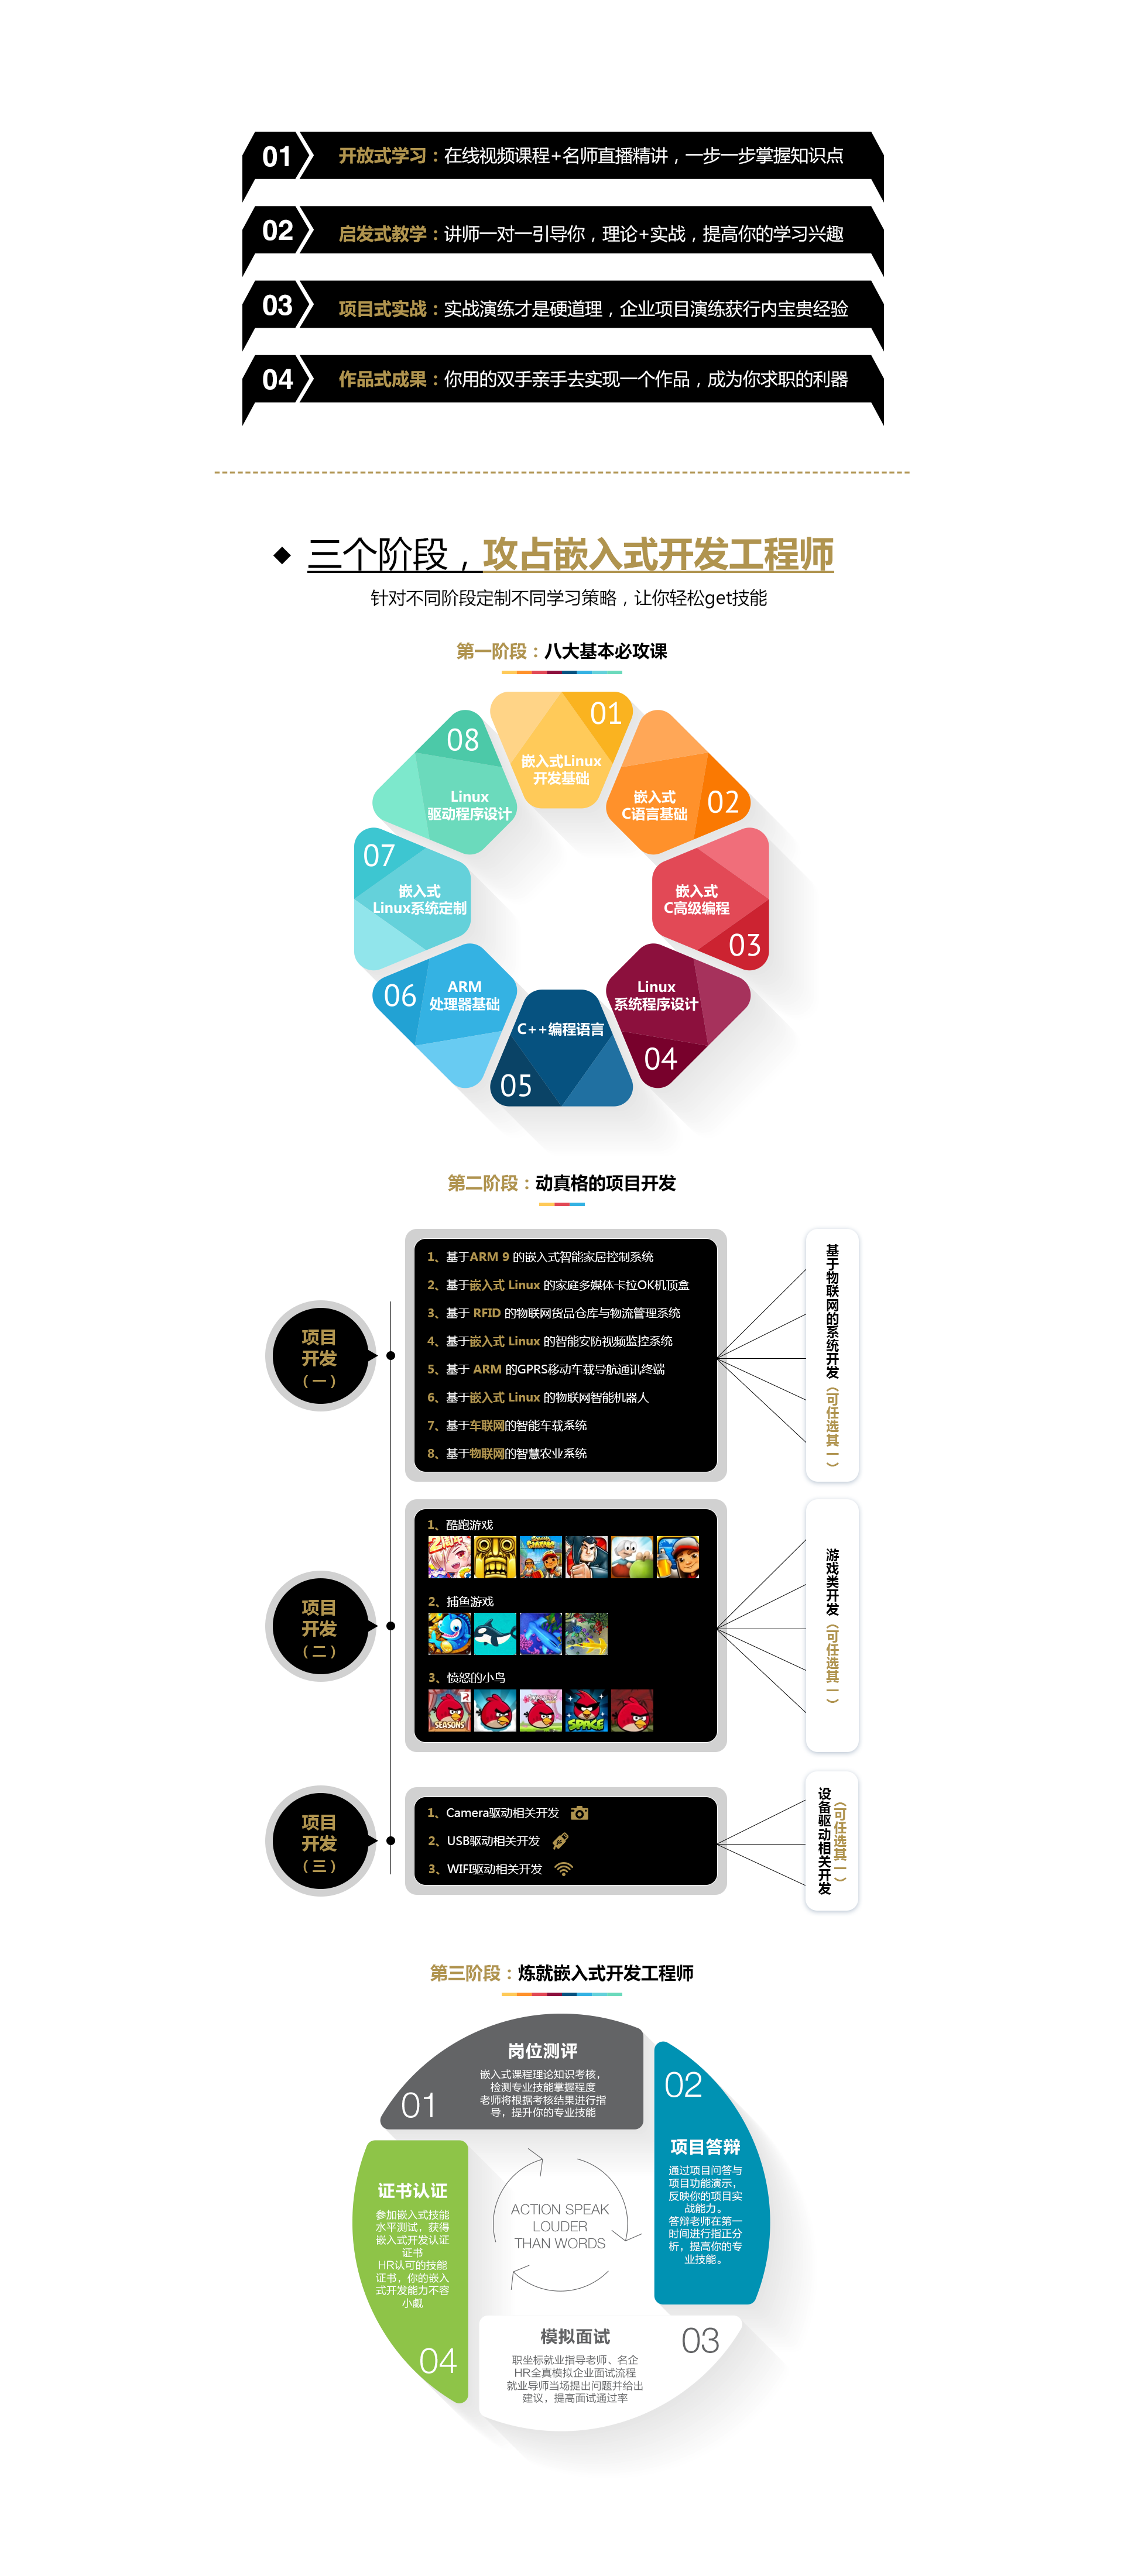 01 开放式学习：在线视频课程+名师直播精讲，一步一步掌握知识点
02 启发式教学：讲师一对一引导你，理论+实战，提高你的学习兴趣
03 项目式实战：实战演练才是硬道理，企业项目演练获行内宝贵经验
04 作品式成果：你用的双手亲手去实现一个作品，成为你求职的利器
三个阶段，攻占嵌入式开发工程师
针对不同阶段定制不同学习策略，让你轻松get技能
第一阶段：八大基本必攻课
01
嵌入式Linux
开发基础
02
嵌入式
C语言基础
03
嵌入式
C高级编程
04
Linux
系统程序设计
05
C++编程语言
06
ARM
处理器基础
07
嵌入式
Linux系统定制
08
Linux
驱动程序设计
第二阶段：动真格的项目开发
项目
开发
（一）
1、基于ARM 9 的嵌入式智能家居控制系统
2、基于嵌入式 Linux 的家庭多媒体卡拉OK机顶盒
3、基于 RFID 的物联网货品仓库与物流管理系统
4、基于嵌入式 Linux 的智能安防视频监控系统
5、基于 ARM 的GPRS移动车载导航通讯终端
6、基于嵌入式 Linux 的物联网智能机器人
7、基于车联网的智能车载系统
8、基于物联网的智慧农业系统
基于物联网的系统开发（可任选其一）
项目
开发
（二）
1、酷跑游戏
2、捕鱼游戏
3、愤怒的小鸟
SEASONS
SPACE
游戏类开发（可任选其一）
项目
开发
（三）
1、Camera驱动相关开发
2、USB驱动相关开发
3、WIFI驱动相关开发
设备驱动相关开发
（可任选其一）
第三阶段：炼就嵌入式开发工程师
01
岗位测评
嵌入式课程理论知识考核，
检测专业技能掌握程度
老师将根据考核结果进行指
导，提升你的专业技能
02
项目答辩
通过项目问答与
项目功能演示，
反映你的项目实
战能力。
答辩老师在第一
时间进行指正分
析，提高你的专
业技能。
ACTION SPEAK
LOUDER
THAN WORDS
03
模拟面试
职坐标就业指导老师、名企
HR全真模拟企业面试流程
就业导师当场提出问题并给出
建议，提高面试通过率
04
证书认证
参加嵌入式技能
水平测试，获得
嵌入式开发认证
证书
HR认可的技能
证书，你的嵌入
式开发能力不容
小觑